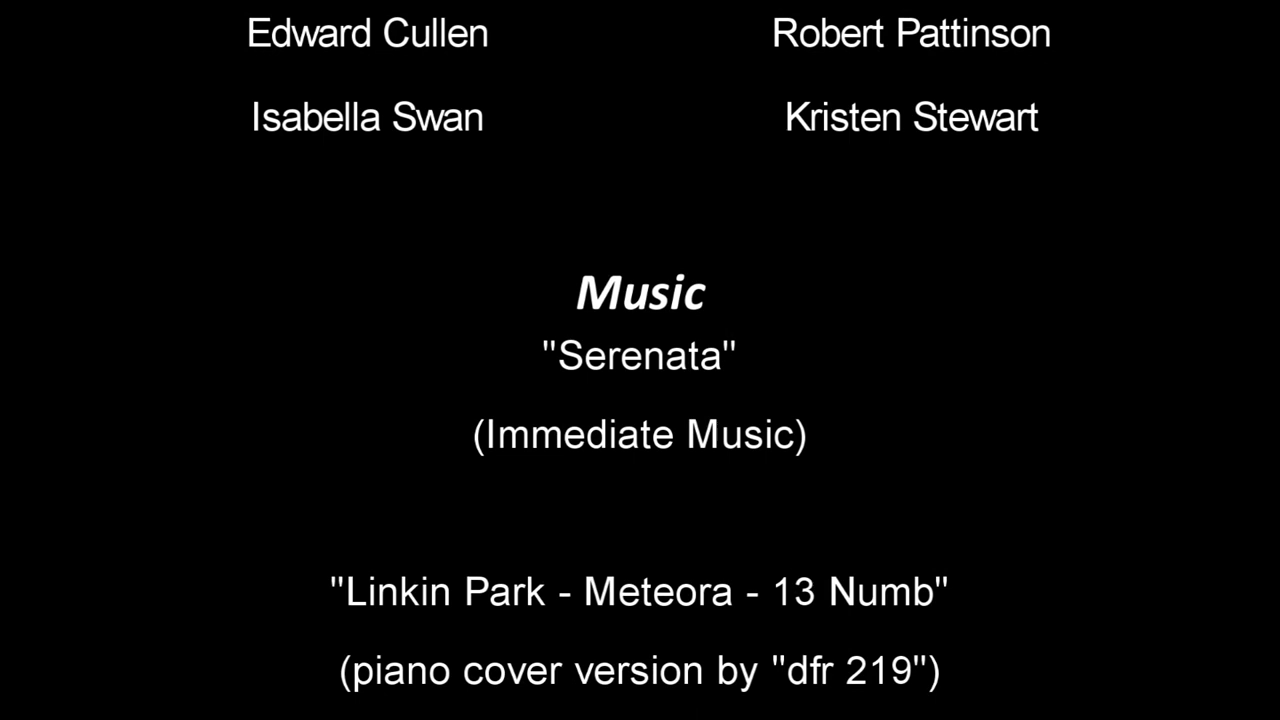 Edward Cullen Robert Pattinson
Isabella Swan Kristen Stewart
Music
"Serenata"
(Immediate Music)
"Linkin Park - Meteora - 13 Numb"
(piano cover version by "dfr 219")